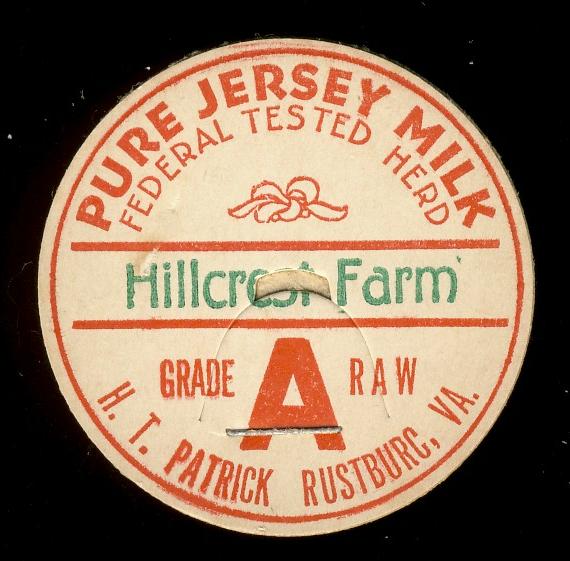 PURE JERSEY MILK
FEDERAL TESTED HERD
Hillcrest Farm
GRADE A RAW
H. T. PATRICK RUSTBURG, VA.